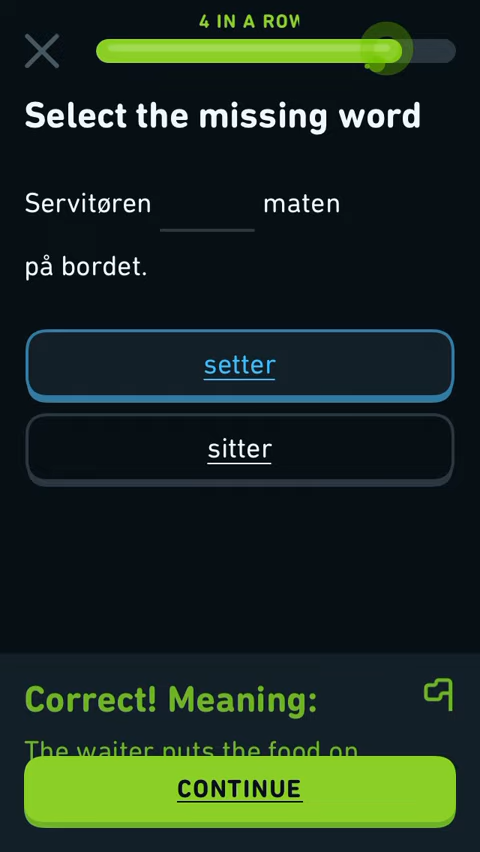 4 IN A ROW
Select the missing word
Servitøren maten
på bordet.
setter
sitter
Correct! Meaning:
The waiter puts the food on
CONTINUE